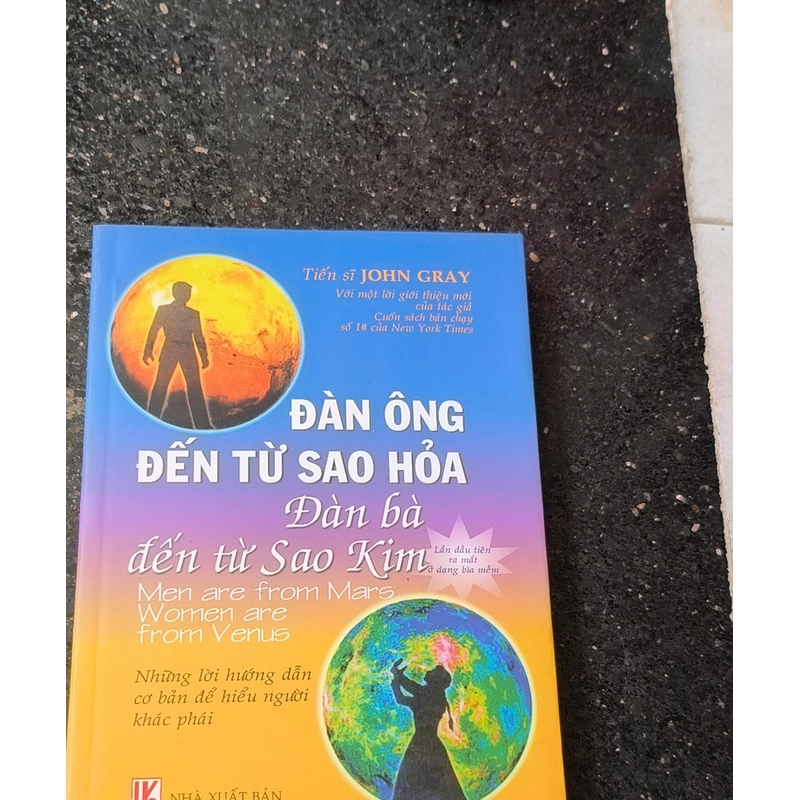 Tiến sĩ JOHN GRAY
Với một lời giới thiệu mới
của tác giả
Cuốn sách bán chạy
số 1# của New York Times
ĐÀN ÔNG
ĐẾN TỪ SAO HỎA
Đàn bà
đến từ Sao Kim
Lần đầu tiên
ra mắt
ở dạng bìa mềm
Men are from Mars
Women are
from Venus
Những lời hướng dẫn
cơ bản để hiểu người
khác phái
NHÀ XUẤT BẢN